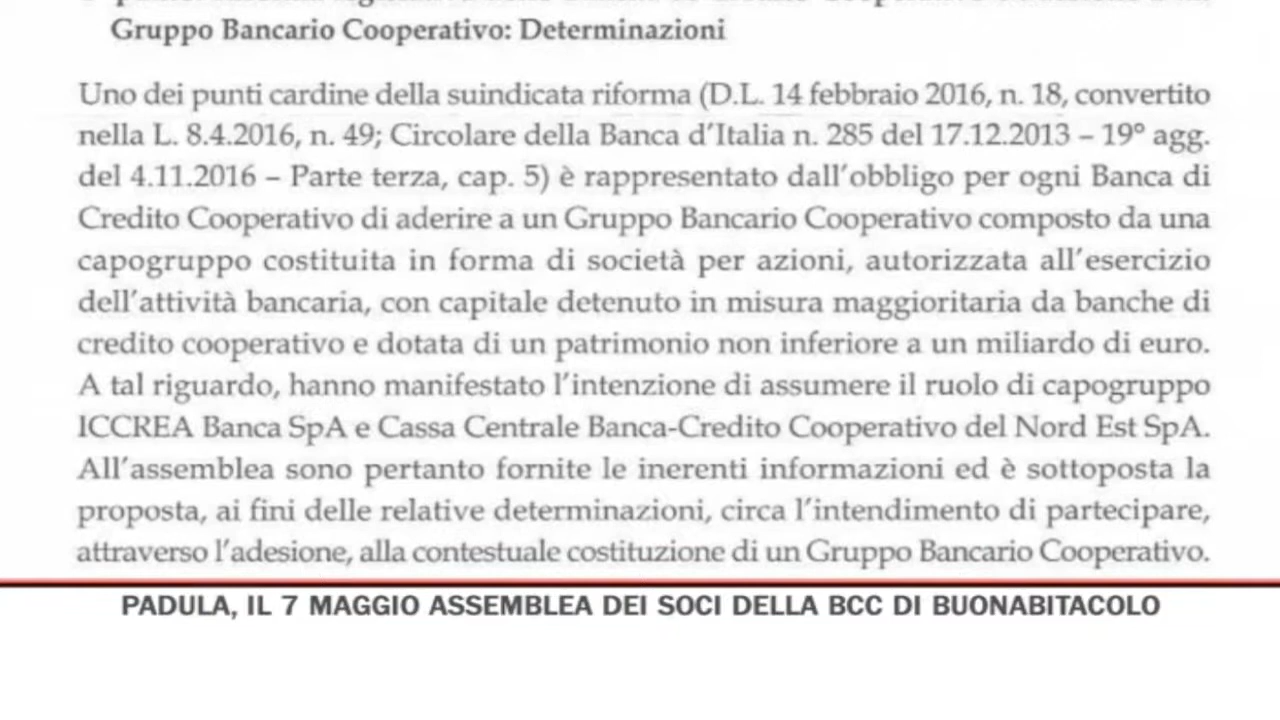 Gruppo Bancario Cooperativo: Determinazioni
Uno dei punti cardine della suindicata riforma (D.L. 14 febbraio 2016, n. 18, convertito
nella L. 8.4.2016, n. 49; Circolare della Banca d'Italia n. 285 del 17.12.2013 – 19° agg.
del 4.11.2016 – Parte terza, cap. 5) è rappresentato dall'obbligo per ogni Banca di
Credito Cooperativo di aderire a un Gruppo Bancario Cooperativo composto da una
capogruppo costituita in forma di società per azioni, autorizzata all'esercizio
dell'attività bancaria, con capitale detenuto in misura maggioritaria da banche di
credito cooperativo e dotata di un patrimonio non inferiore a un miliardo di euro.
A tal riguardo, hanno manifestato l'intenzione di assumere il ruolo di capogruppo
ICCREA Banca SpA e Cassa Centrale Banca-Credito Cooperativo del Nord Est SpA.
All'assemblea sono pertanto fornite le inerenti informazioni ed è sottoposta la
proposta, ai fini delle relative determinazioni, circa l'intendimento di partecipare,
attraverso l'adesione, alla contestuale costituzione di un Gruppo Bancario Cooperativo.
PADULA, IL 7 MAGGIO ASSEMBLEA DEI SOCI DELLA BCC DI BUONABITACOLO